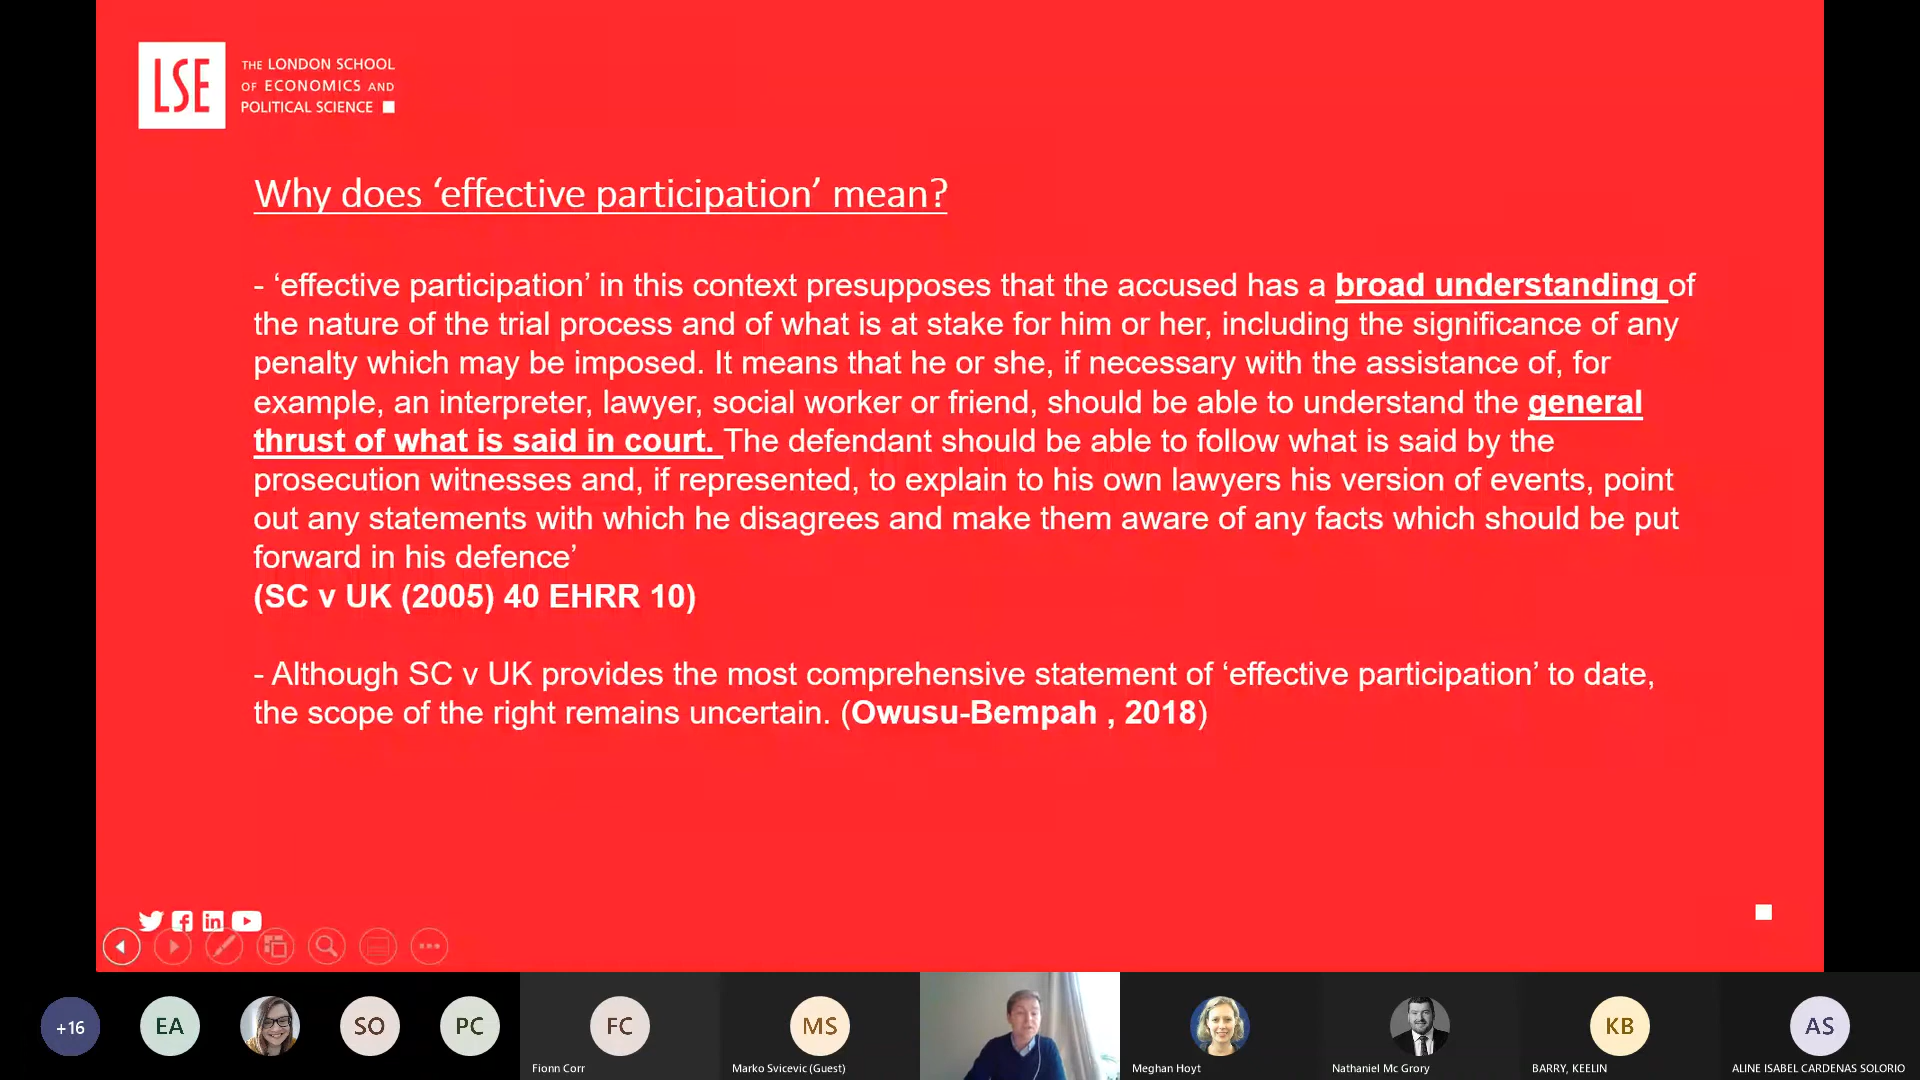 LSE
THE LONDON SCHOOL
OF ECONOMICS AND
POLITICAL SCIENCE
Why does ‘effective participation’ mean?
- ‘effective participation’ in this context presupposes that the accused has a broad understanding of
the nature of the trial process and of what is at stake for him or her, including the significance of any
penalty which may be imposed. It means that he or she, if necessary with the assistance of, for
example, an interpreter, lawyer, social worker or friend, should be able to understand the general
thrust of what is said in court. The defendant should be able to follow what is said by the
prosecution witnesses and, if represented, to explain to his own lawyers his version of events, point
out any statements with which he disagrees and make them aware of any facts which should be put
forward in his defence’
(SC v UK (2005) 40 EHRR 10)
- Although SC v UK provides the most comprehensive statement of ‘effective participation’ to date,
the scope of the right remains uncertain. (Owusu-Bempah , 2018)
+16
EA
SO
PC
FC
MS
KB
AS
Fionn Corr
Marko Svicevic (Guest)
Meghan Hoyt
Nathaniel Mc Grory
BARRY, KEELIN
ALINE ISABEL CARDENAS SOLORIO